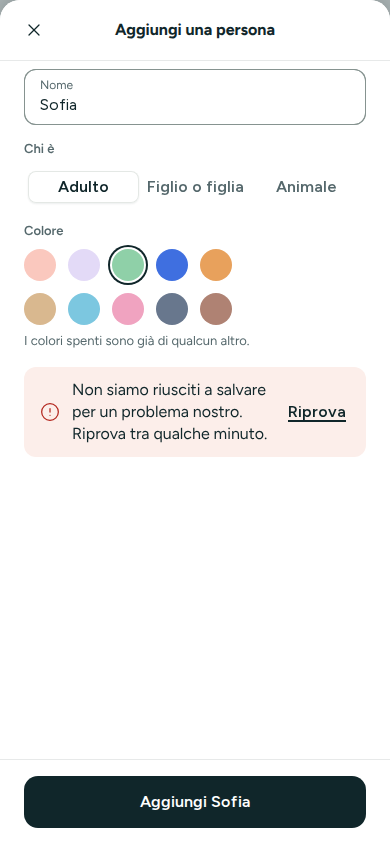 Aggiungi una persona
Nome
Sofia
Chi è
Adulto
Figlio o figlia
Animale
Colore
I colori spenti sono già di qualcun altro.
Non siamo riusciti a salvare
per un problema nostro.
Riprova tra qualche minuto.
Riprova
Aggiungi Sofia